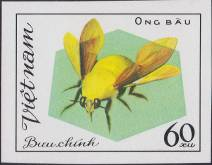 ONG BẦU
Việt nam
Bưu chính
60 xu